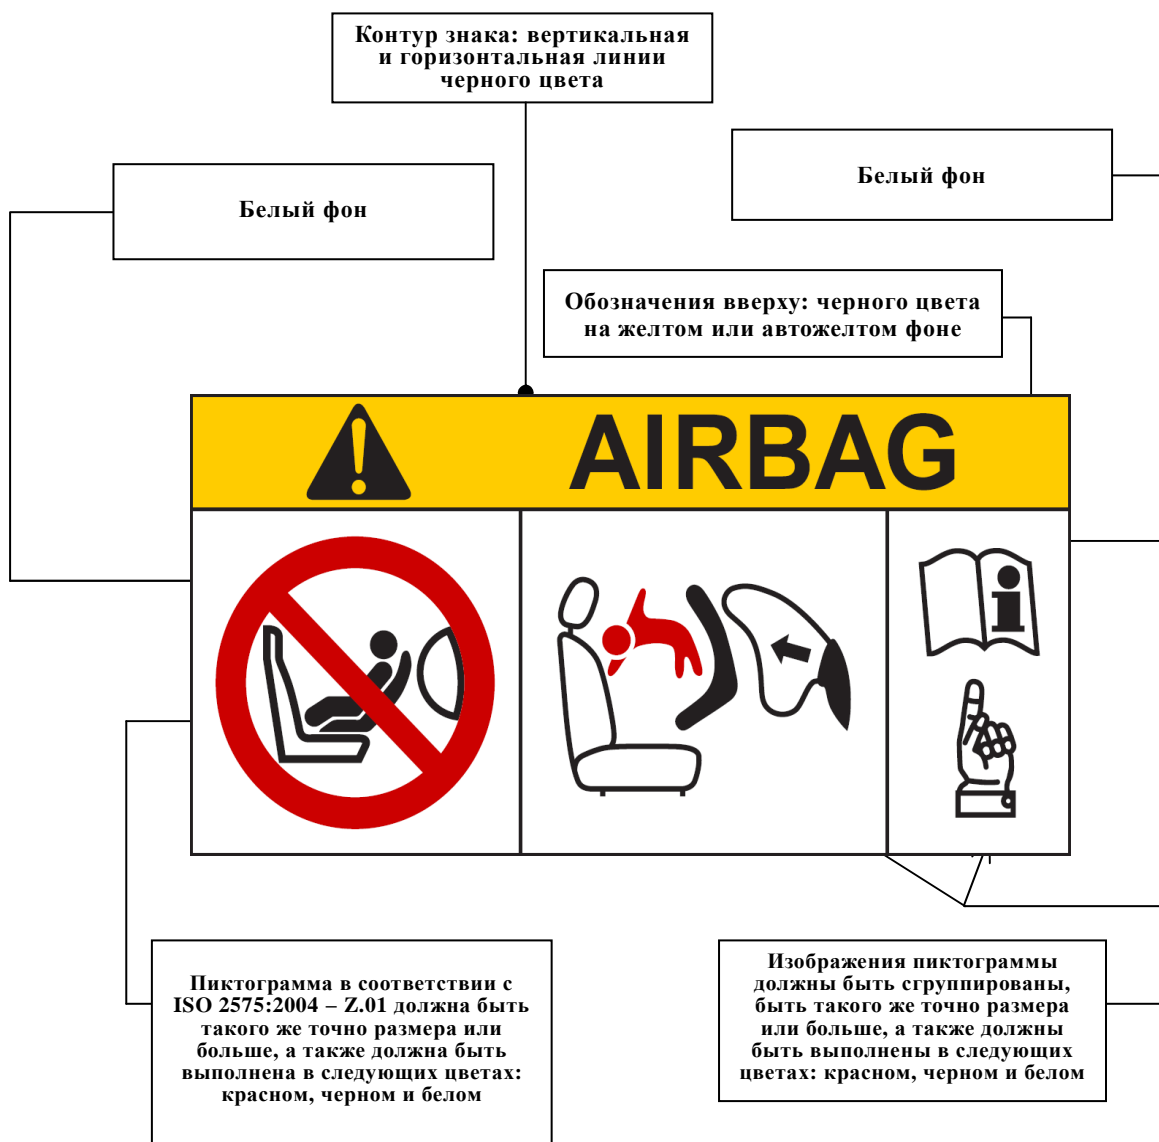 Контур знака: вертикальная
и горизонтальная линии
черного цвета
Белый фон
Белый фон
Обозначения вверху: черного цвета
на желтом или автожелтом фоне
AIRBAG
Пиктограмма в соответствии с
ISO 2575:2004 – Z.01 должна быть
такого же точно размера или
больше, а также должна быть
выполнена в следующих цветах:
красном, черном и белом
Изображения пиктограммы
должны быть сгруппированы,
быть такого же точно размера
или больше, а также должны
быть выполнены в следующих
цветах: красном, черном и белом